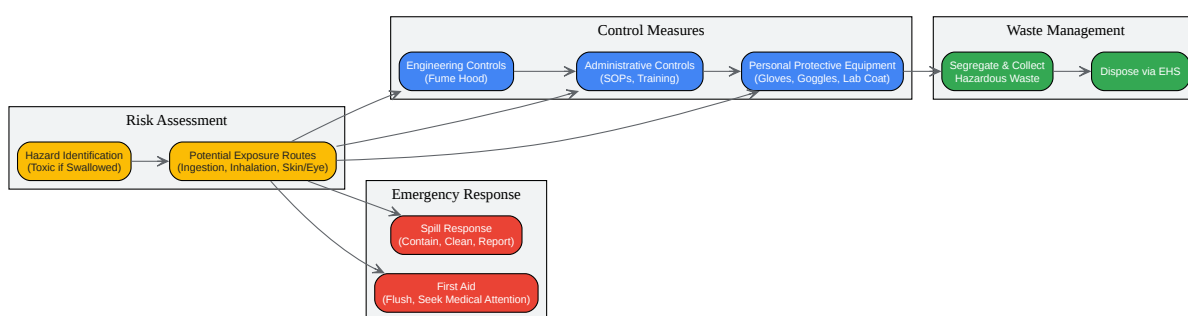 Control Measures
Engineering Controls
(Fume Hood)
Administrative Controls
(SOPs, Training)
Personal Protective Equipment
(Gloves, Goggles, Lab Coat)
Waste Management
Segregate & Collect
Hazardous Waste
Dispose via EHS
Risk Assessment
Hazard Identification
(Toxic if Swallowed)
Potential Exposure Routes
(Ingestion, Inhalation, Skin/Eye)
Emergency Response
Spill Response
(Contain, Clean, Report)
First Aid
(Flush, Seek Medical Attention)